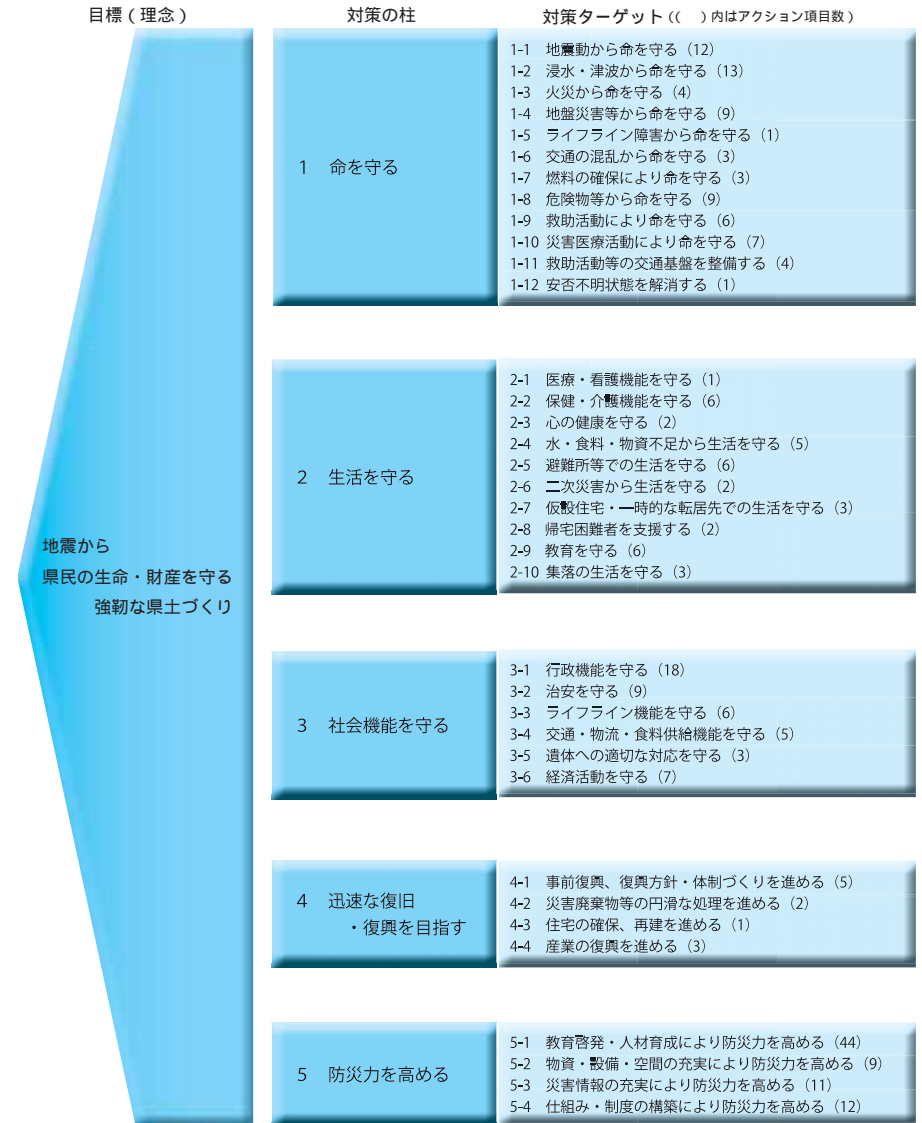 目標(理念)
対策の柱
対策ターゲット((　)内はアクション項目数)
地震から
県民の生命・財産を守る
強靭な県土づくり
1 命を守る
1-1 地震動から命を守る（12）
1-2 浸水・津波から命を守る（13）
1-3 火災から命を守る（4）
1-4 地盤災害等から命を守る（9）
1-5 ライフライン障害から命を守る（1）
1-6 交通の混乱から命を守る（3）
1-7 燃料の確保により命を守る（3）
1-8 危険物等から命を守る（9）
1-9 救助活動により命を守る（6）
1-10 災害医療活動により命を守る（7）
1-11 救助活動等の交通基盤を整備する（4）
1-12 安否不明状態を解消する（1）
2 生活を守る
2-1 医療・看護機能を守る（1）
2-2 保健・介護機能を守る（6）
2-3 心の健康を守る（2）
2-4 水・食料・物資不足から生活を守る（5）
2-5 避難所等での生活を守る（6）
2-6 二次災害から生活を守る（2）
2-7 仮設住宅・一時的な転居先での生活を守る（3）
2-8 帰宅困難者を支援する（2）
2-9 教育を守る（6）
2-10 集落の生活を守る（3）
3 社会機能を守る
3-1 行政機能を守る（18）
3-2 治安を守る（9）
3-3 ライフライン機能を守る（6）
3-4 交通・物流・食料供給機能を守る（5）
3-5 遺体への適切な対応を守る（3）
3-6 経済活動を守る（7）
4 迅速な復旧
・復興を目指す
4-1 事前復興、復興方針・体制づくりを進める（5）
4-2 災害廃棄物等の円滑な処理を進める（2）
4-3 住宅の確保、再建を進める（1）
4-4 産業の復興を進める（3）
5 防災力を高める
5-1 教育啓発・人材育成により防災力を高める（44）
5-2 物資・設備・空間の充実により防災力を高める（9）
5-3 災害情報の充実により防災力を高める（11）
5-4 仕組み・制度の構築により防災力を高める（12）